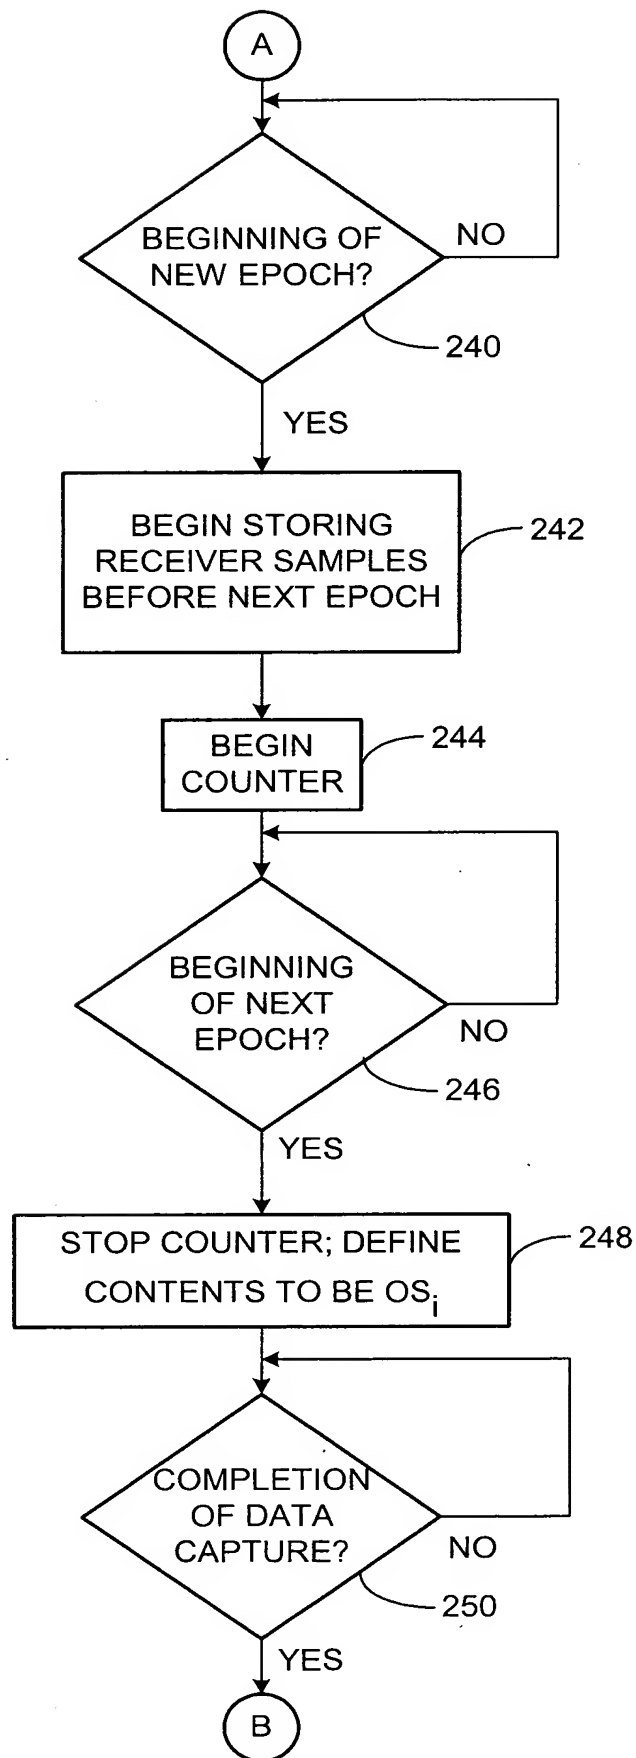 A
BEGINNING OF
NEW EPOCH?
NO
240
YES
BEGIN STORING
RECEIVER SAMPLES
BEFORE NEXT EPOCH
242
BEGIN
COUNTER
244
BEGINNING
OF NEXT
EPOCH?
NO
246
YES
STOP COUNTER; DEFINE
CONTENTS TO BE OSi
248
COMPLETION
OF DATA
CAPTURE?
NO
250
YES
B